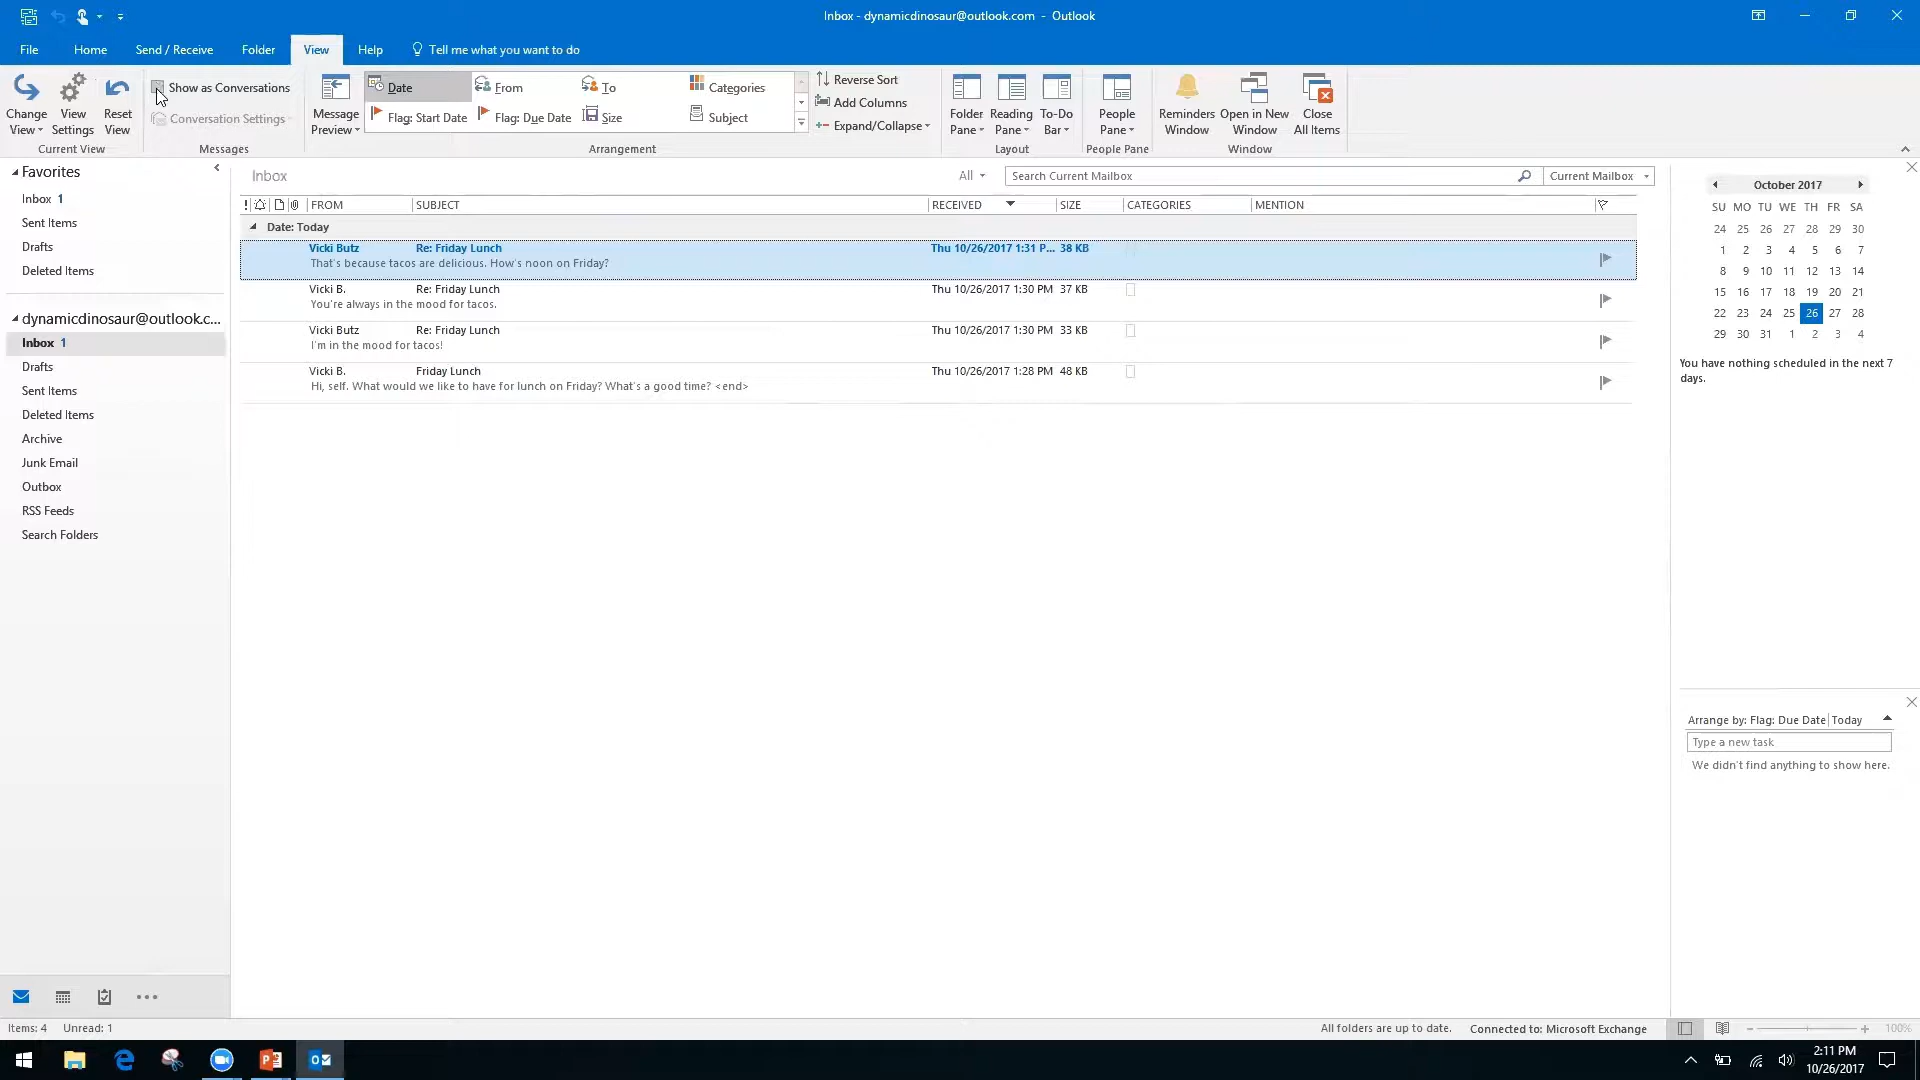 Inbox - dynamicdinosaur@outlook.com - Outlook
File Home Send / Receive Folder View Help Tell me what you want to do
Change View
View Settings
Reset View
Current View
Show as Conversations
Conversation Settings
Messages
Message Preview
Date From To Categories
Flag: Start Date Flag: Due Date Size Subject
Arrangement
Reverse Sort
Add Columns
Expand/Collapse
Folder Pane
Reading Pane
To-Do Bar
Layout
People Pane
People Pane
Reminders Window
Open in New Window
Close All Items
Window
Favorites
Inbox 1
Sent Items
Drafts
Deleted Items
dynamicdinosaur@outlook.c...
Inbox 1
Drafts
Sent Items
Deleted Items
Archive
Junk Email
Outbox
RSS Feeds
Search Folders
Inbox All Search Current Mailbox Current Mailbox
! FROM SUBJECT RECEIVED SIZE CATEGORIES MENTION
Date: Today
Vicki Butz Re: Friday Lunch Thu 10/26/2017 1:31 P... 38 KB
That's because tacos are delicious. How's noon on Friday?
Vicki B. Re: Friday Lunch Thu 10/26/2017 1:30 PM 37 KB
You're always in the mood for tacos.
Vicki Butz Re: Friday Lunch Thu 10/26/2017 1:30 PM 33 KB
I'm in the mood for tacos!
Vicki B. Friday Lunch Thu 10/26/2017 1:28 PM 48 KB
Hi, self. What would we like to have for lunch on Friday? What's a good time? <end>
October 2017
SU MO TU WE TH FR SA
24 25 26 27 28 29 30
1 2 3 4 5 6 7
8 9 10 11 12 13 14
15 16 17 18 19 20 21
22 23 24 25 26 27 28
29 30 31 1 2 3 4
You have nothing scheduled in the next 7
days.
Arrange by: Flag: Due Date Today
Type a new task
We didn't find anything to show here.
Items: 4 Unread: 1 All folders are up to date. Connected to: Microsoft Exchange 100%
2:11 PM
10/26/2017